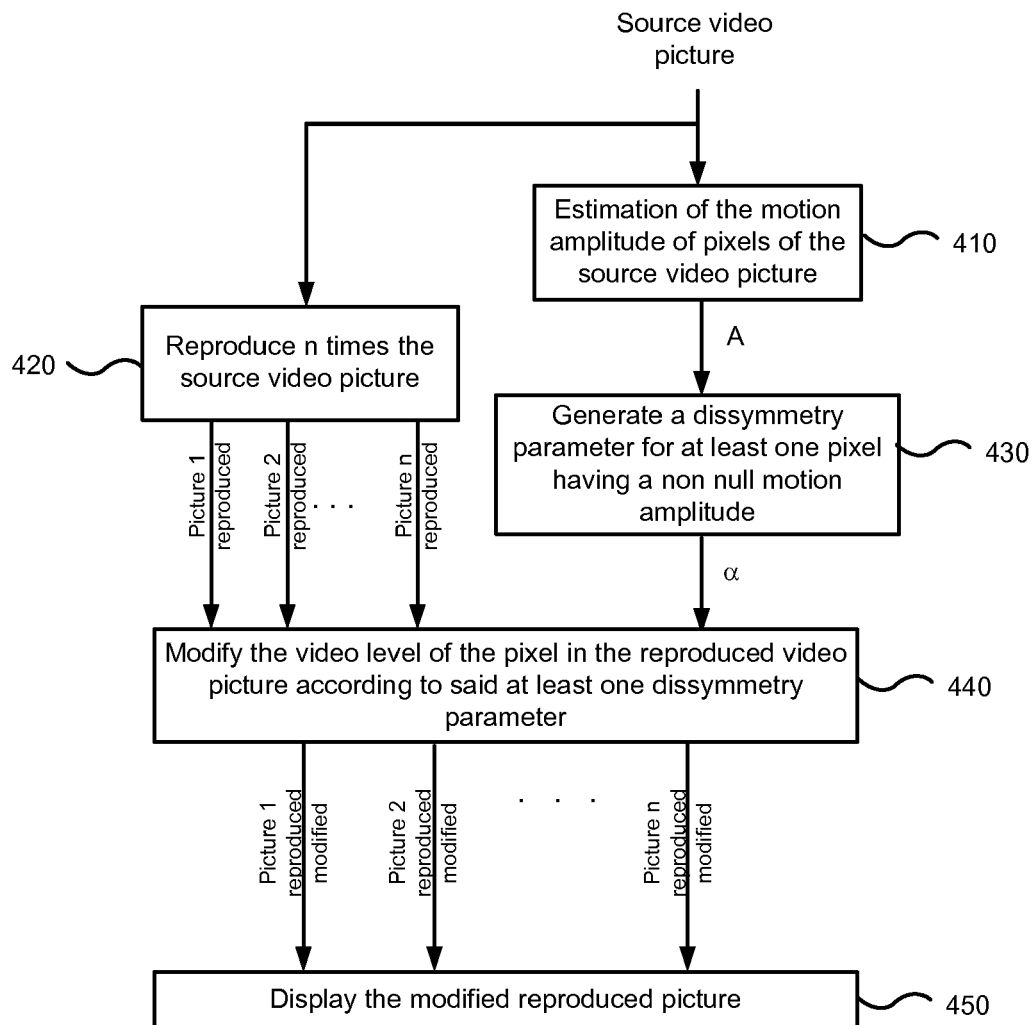 Source video
picture
Estimation of the motion
amplitude of pixels of the
source video picture
410
A
Reproduce n times the
source video picture
420
Generate a dissymmetry
parameter for at least one pixel
having a non null motion
amplitude
430
Picture 1
reproduced
Picture 2
reproduced
. . .
Picture n
reproduced
α
Modify the video level of the pixel in the reproduced video
picture according to said at least one dissymmetry
parameter
440
Picture 1
reproduced
modified
Picture 2
reproduced
modified
. . .
Picture n
reproduced
modified
Display the modified reproduced picture
450